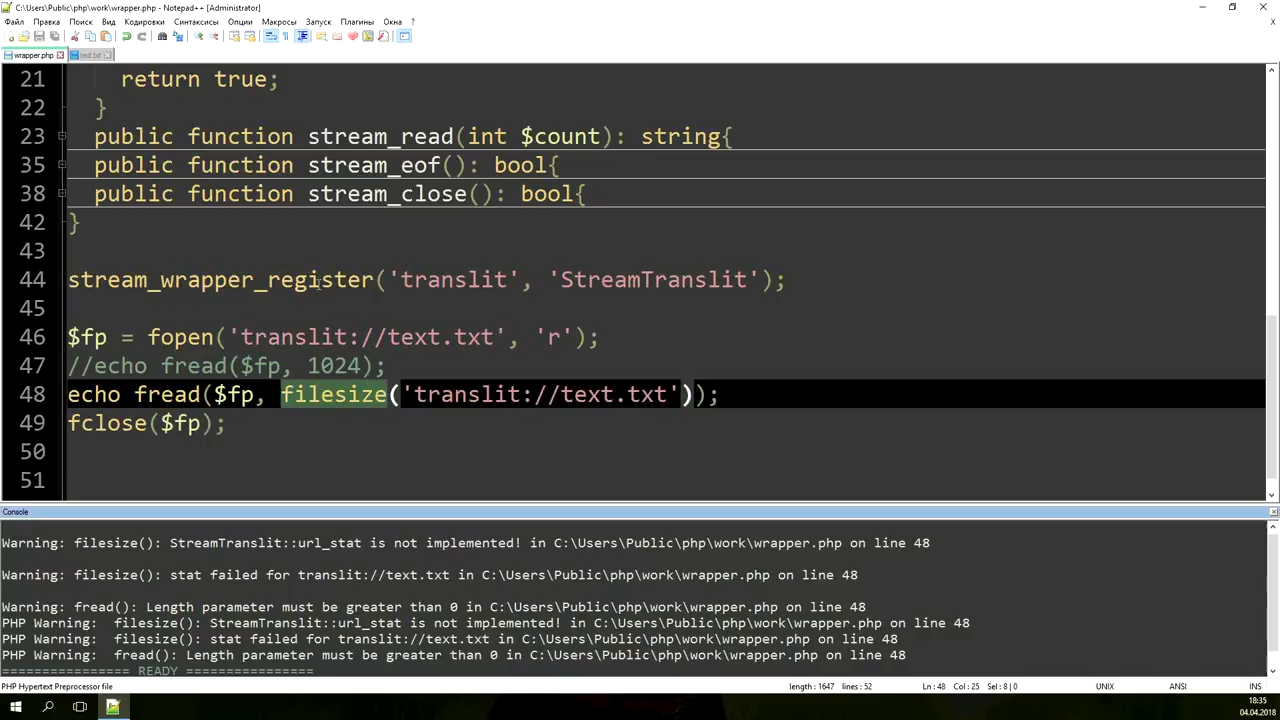 C:\Users\Public\php\work\wrapper.php - Notepad++ [Administrator]
Файл Правка Поиск Вид Кодировки Синтаксисы Опции Макросы Запуск Плагины Окна ?
wrapper.php text.txt
21 return true;
22 }
23 public function stream_read(int $count): string{
35 public function stream_eof(): bool{
38 public function stream_close(): bool{
42 }
43
44 stream_wrapper_register('translit', 'StreamTranslit');
45
46 $fp = fopen('translit://text.txt', 'r');
47 //echo fread($fp, 1024);
48 echo fread($fp, filesize('translit://text.txt'));
49 fclose($fp);
50
51
Console
Warning: filesize(): StreamTranslit::url_stat is not implemented! in C:\Users\Public\php\work\wrapper.php on line 48
Warning: filesize(): stat failed for translit://text.txt in C:\Users\Public\php\work\wrapper.php on line 48
Warning: fread(): Length parameter must be greater than 0 in C:\Users\Public\php\work\wrapper.php on line 48
PHP Warning:  filesize(): StreamTranslit::url_stat is not implemented! in C:\Users\Public\php\work\wrapper.php on line 48
PHP Warning:  filesize(): stat failed for translit://text.txt in C:\Users\Public\php\work\wrapper.php on line 48
PHP Warning:  fread(): Length parameter must be greater than 0 in C:\Users\Public\php\work\wrapper.php on line 48
================ READY ================
PHP Hypertext Preprocessor file length : 1647 lines : 52 Ln : 48 Col : 25 Sel : 8 | 0 UNIX ANSI INS
18:35
04.04.2018